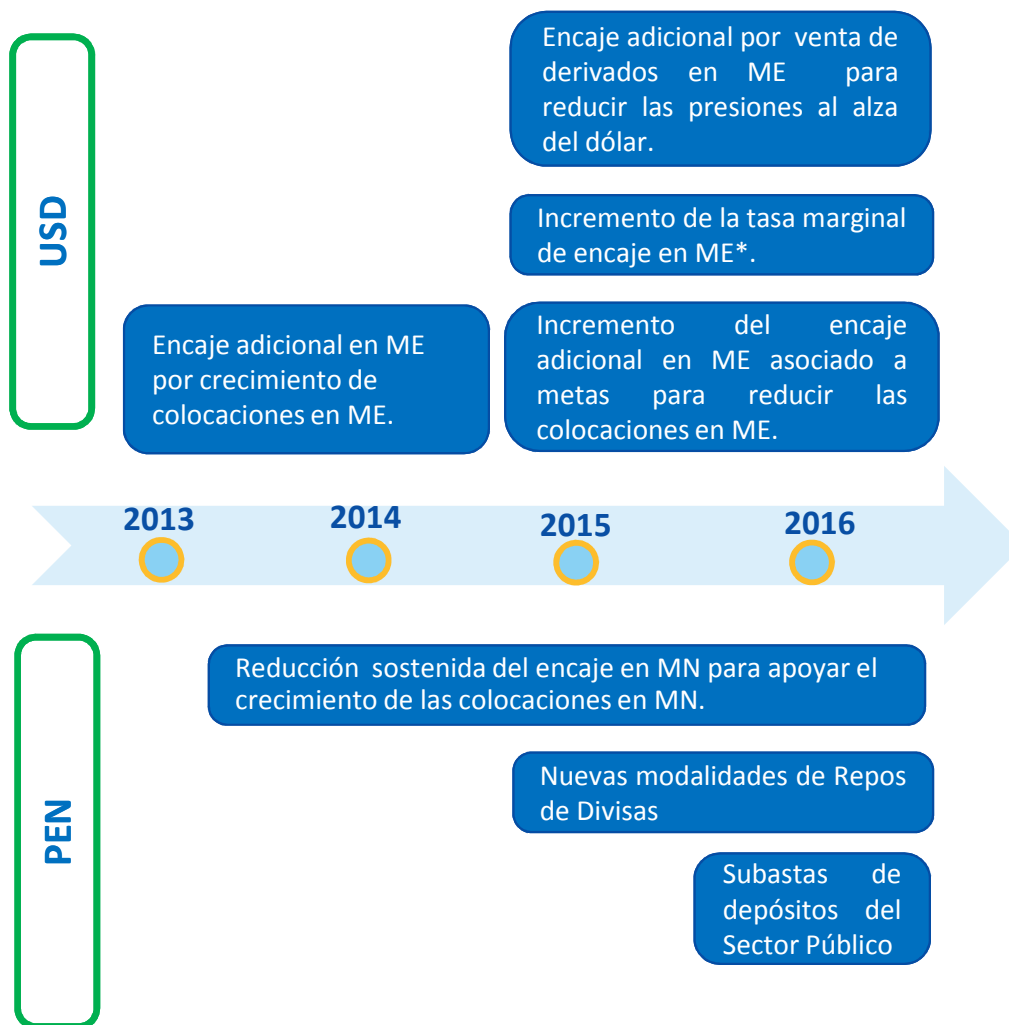 USD
Encaje adicional por venta de
derivados en ME para
reducir las presiones al alza
del dólar.
Incremento de la tasa marginal
de encaje en ME*.
Encaje adicional en ME
por crecimiento de
colocaciones en ME.
Incremento del encaje
adicional en ME asociado a
metas para reducir las
colocaciones en ME.
2013
2014
2015
2016
PEN
Reducción sostenida del encaje en MN para apoyar el
crecimiento de las colocaciones en MN.
Nuevas modalidades de Repos
de Divisas
Subastas de
depósitos del
Sector Público